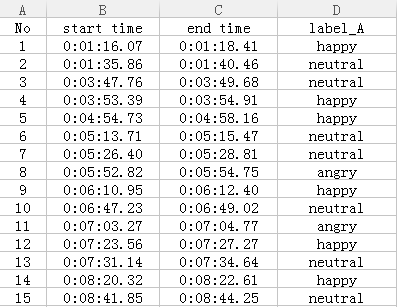 A B C D
No start time end time label_A
1 0:01:16.07 0:01:18.41 happy
2 0:01:35.86 0:01:40.46 neutral
3 0:03:47.76 0:03:49.68 neutral
4 0:03:53.39 0:03:54.91 happy
5 0:04:54.73 0:04:58.16 happy
6 0:05:13.71 0:05:15.47 neutral
7 0:05:26.40 0:05:28.81 neutral
8 0:05:52.82 0:05:54.75 angry
9 0:06:10.95 0:06:12.40 happy
10 0:06:47.23 0:06:49.02 neutral
11 0:07:03.27 0:07:04.77 angry
12 0:07:23.56 0:07:27.27 happy
13 0:07:31.14 0:07:34.64 neutral
14 0:08:20.32 0:08:22.61 happy
15 0:08:41.85 0:08:44.25 neutral